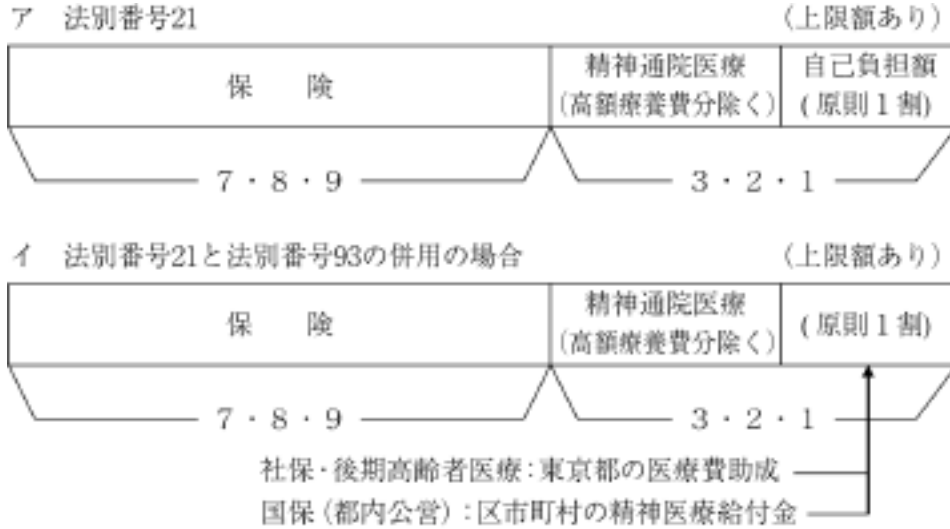 ア 法別番号21 (上限額あり)
保 険
精神通院医療
(高額療養費分除く)
自己負担額
(原則1割)
7・8・9
3・2・1
イ 法別番号21と法別番号93の併用の場合 (上限額あり)
保 険
精神通院医療
(高額療養費分除く)
(原則1割)
7・8・9
3・2・1
社保・後期高齢者医療:東京都の医療費助成
国保(都内公営):区市町村の精神医療給付金